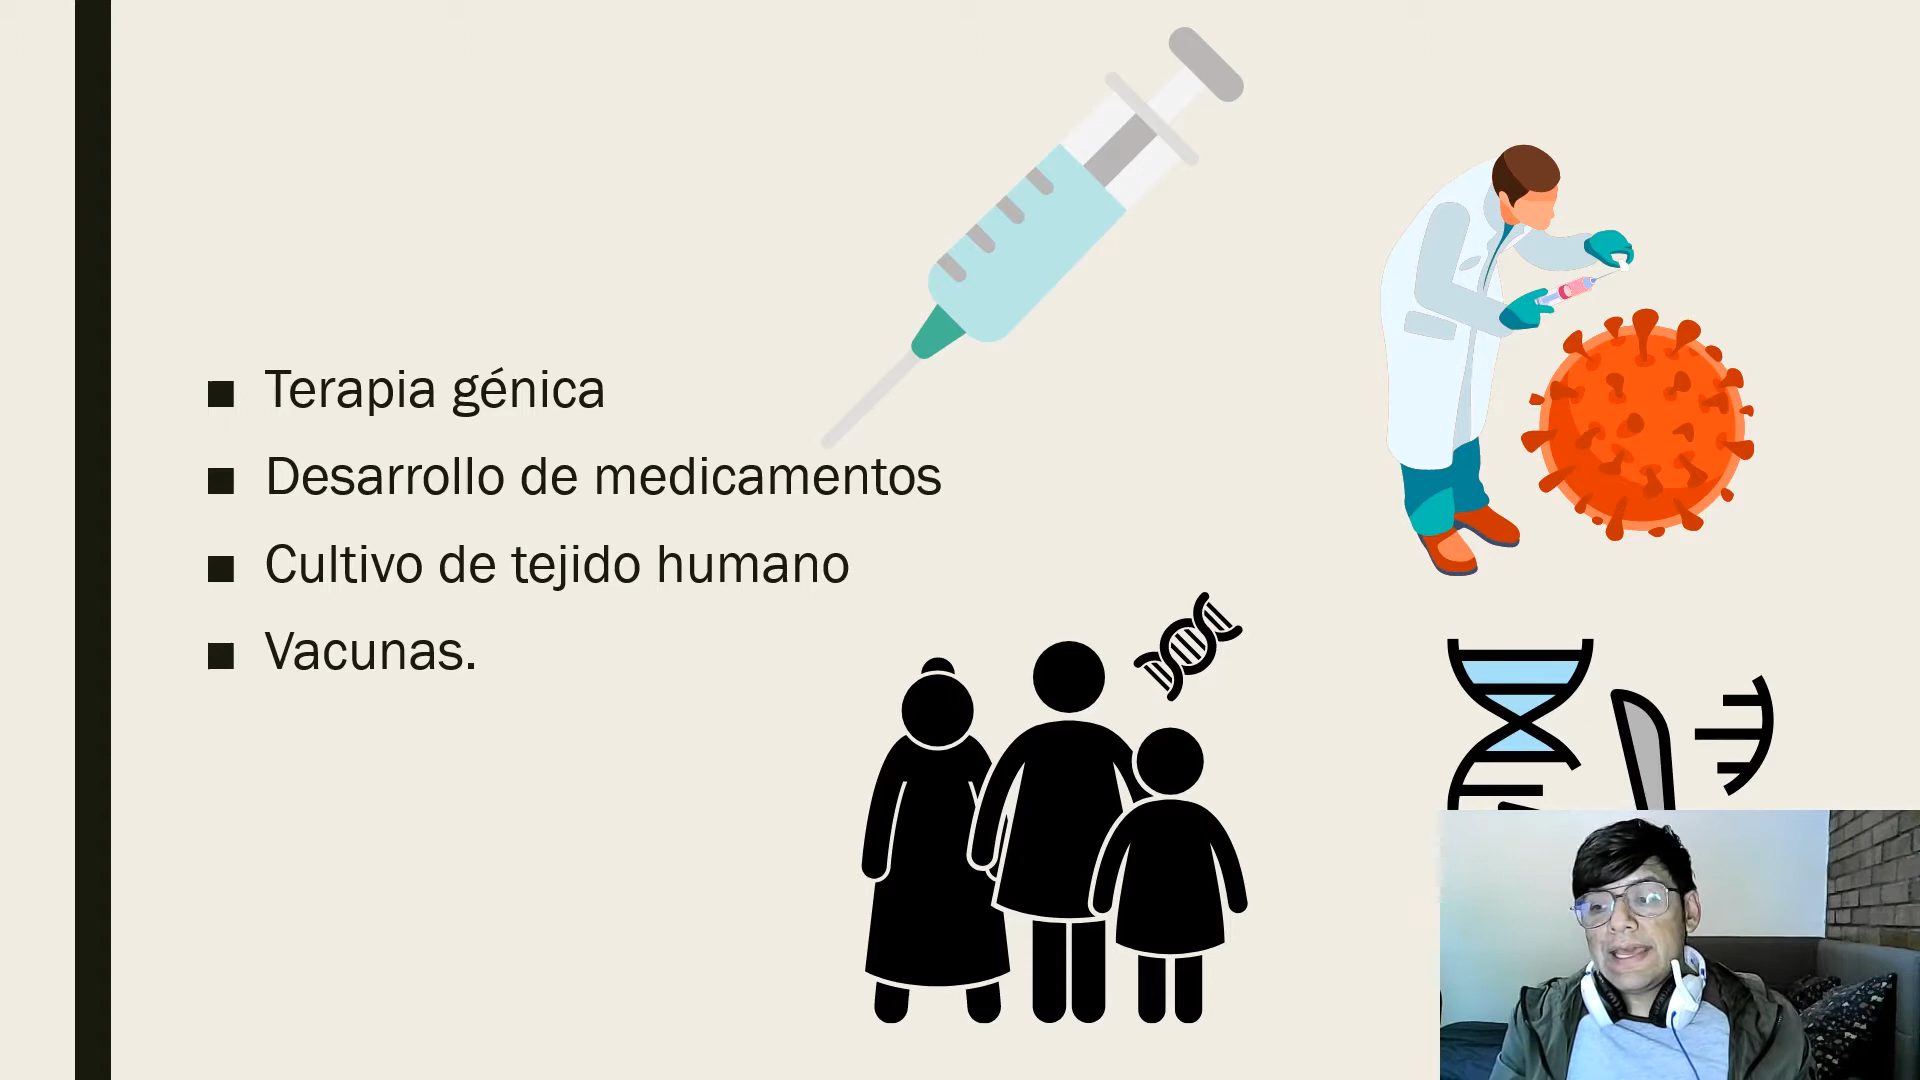 Terapia génica
Desarrollo de medicamentos
Cultivo de tejido humano
Vacunas.